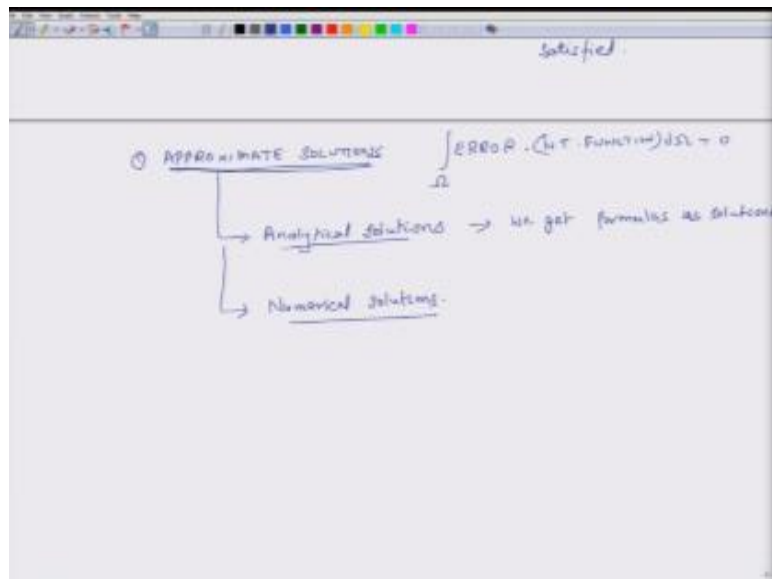 Satisfied.
① APPROXIMATE SOLUTIONS ∫ ERROR . (WT. FUNCTION) dΩ = 0
Ω
→ Analytical solutions → we get formulas as solutions
→ Numerical solutions.